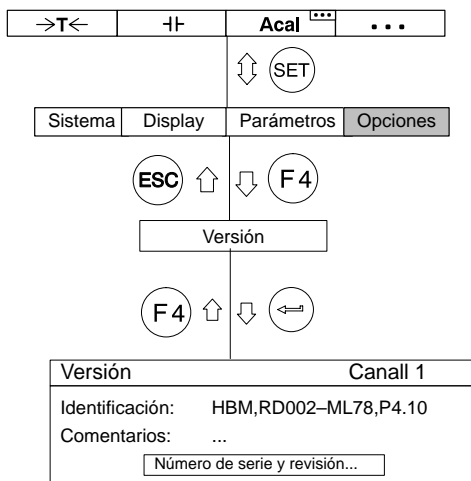 →T← ⊣⊢ Acal ... ...
SET
Sistema Display Parámetros Opciones
ESC F4
Versión
F4
Versión Canall 1
Identificación: HBM,RD002–ML78,P4.10
Comentarios: ...
Número de serie y revisión...